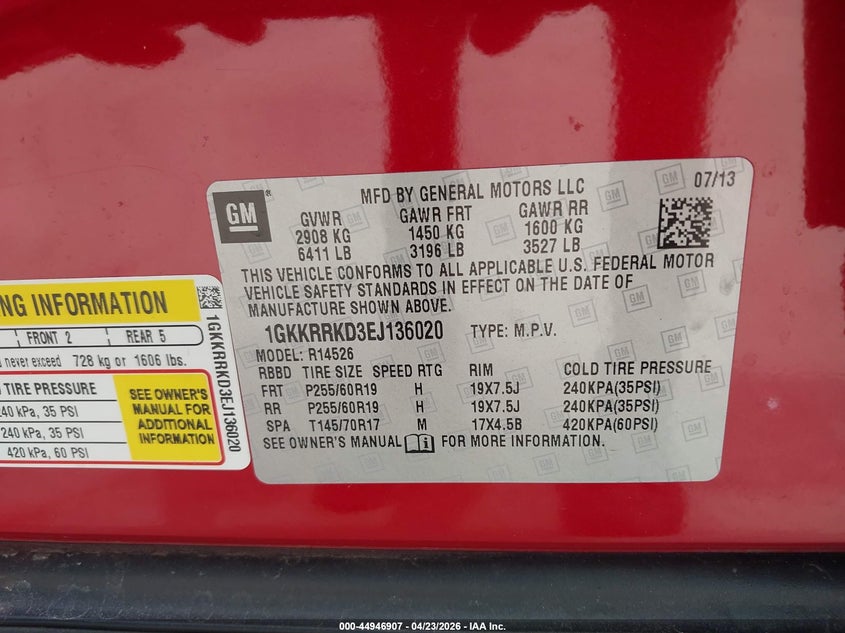 GM
MFD BY GENERAL MOTORS LLC
07/13
GVWR GAWR FRT GAWR RR
2908 KG 1450 KG 1600 KG
6411 LB 3196 LB 3527 LB
THIS VEHICLE CONFORMS TO ALL APPLICABLE U.S. FEDERAL MOTOR
VEHICLE SAFETY STANDARDS IN EFFECT ON THE DATE OF
MANUFACTURE SHOWN ABOVE.
1GKKRRKD3EJ136020 TYPE: M.P.V.
MODEL: R14526
RBBD TIRE SIZE SPEED RTG RIM COLD TIRE PRESSURE
FRT P255/60R19 H 19X7.5J 240KPA(35PSI)
RR P255/60R19 H 19X7.5J 240KPA(35PSI)
SPA T145/70R17 M 17X4.5B 420KPA(60PSI)
SEE OWNER'S MANUAL FOR MORE INFORMATION.
NG INFORMATION
FRONT 2 REAR 5
never exceed 728 kg or 1606 lbs.
TIRE PRESSURE
240 kPa, 35 PSI
240 kPa, 35 PSI
420 kPa, 60 PSI
SEE OWNER'S
MANUAL FOR
ADDITIONAL
INFORMATION
1GKKRRKD3EJ136020
000-44946907 - 04/23/2026 - IAA Inc.